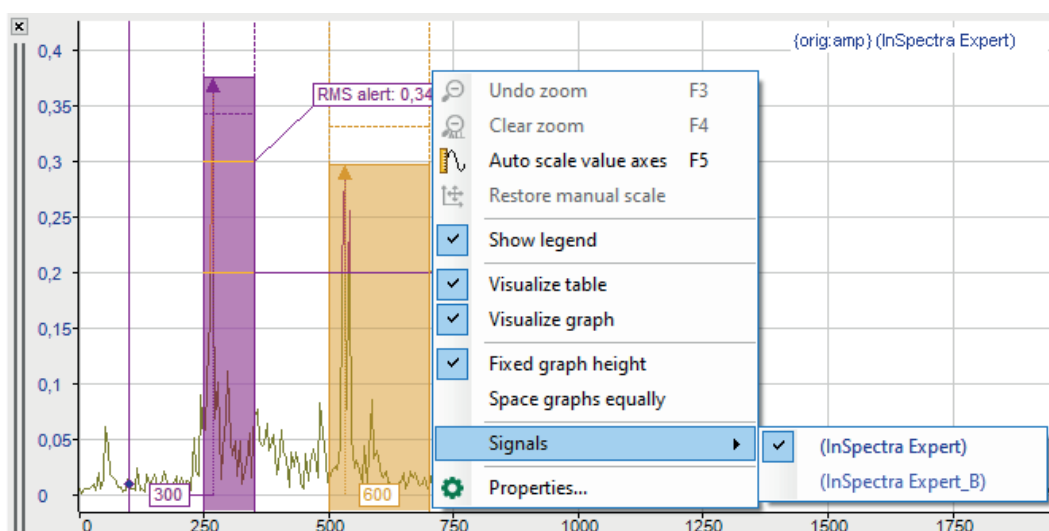 {orig:amp} (InSpectra Expert)
0,4
0,35
0,3
0,25
0,2
0,15
0,1
0,05
0
RMS alert: 0,34
300
600
0
250
500
750
1000
1250
1500
1750
Undo zoom F3
Clear zoom F4
Auto scale value axes F5
Restore manual scale
Show legend
Visualize table
Visualize graph
Fixed graph height
Space graphs equally
Signals
Properties...
(InSpectra Expert)
(InSpectra Expert_B)